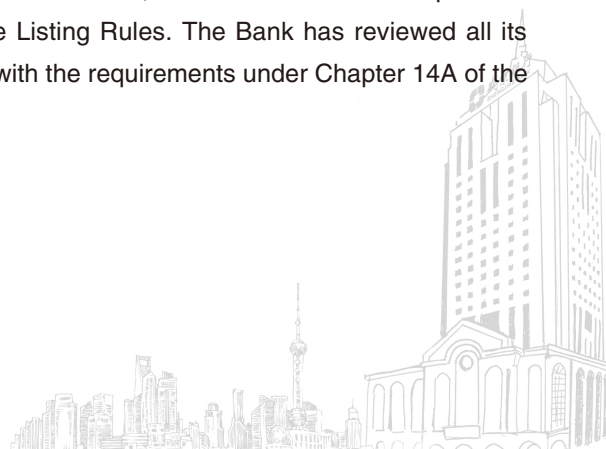 e Listing Rules. The Bank has reviewed all its
with the requirements under Chapter 14A of the